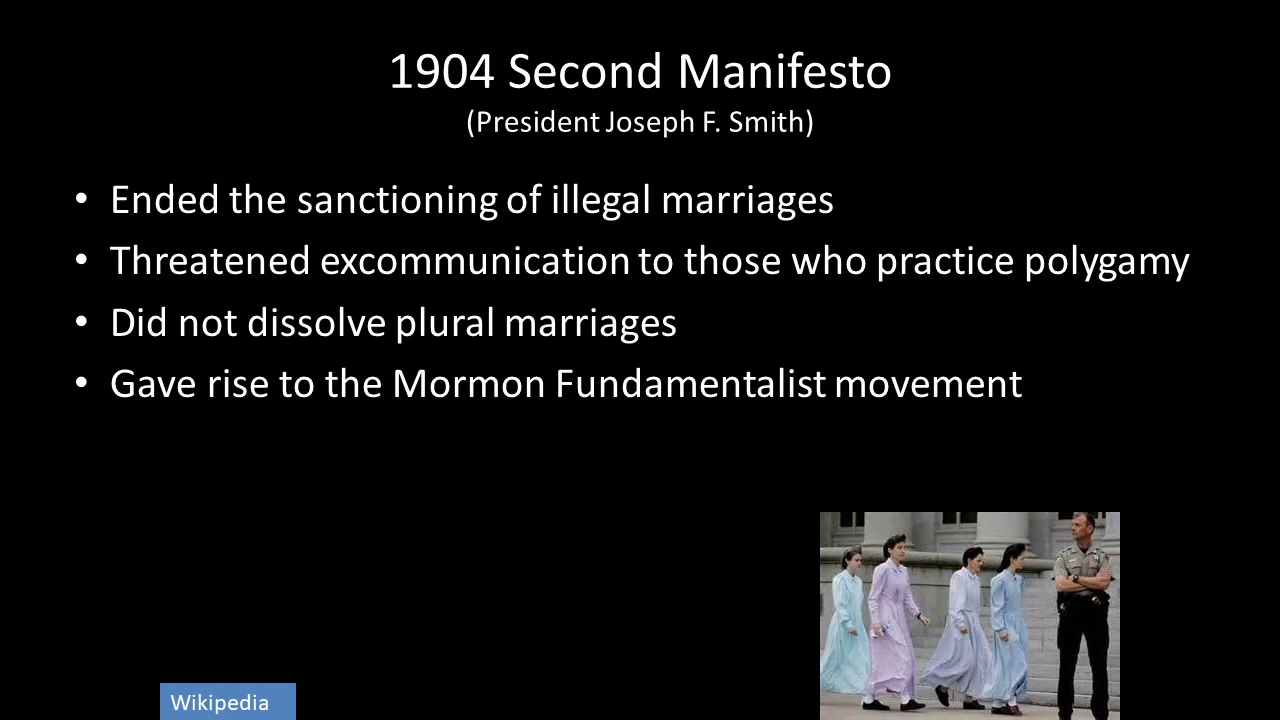 1904 Second Manifesto
(President Joseph F. Smith)
• Ended the sanctioning of illegal marriages
• Threatened excommunication to those who practice polygamy
• Did not dissolve plural marriages
• Gave rise to the Mormon Fundamentalist movement
Wikipedia